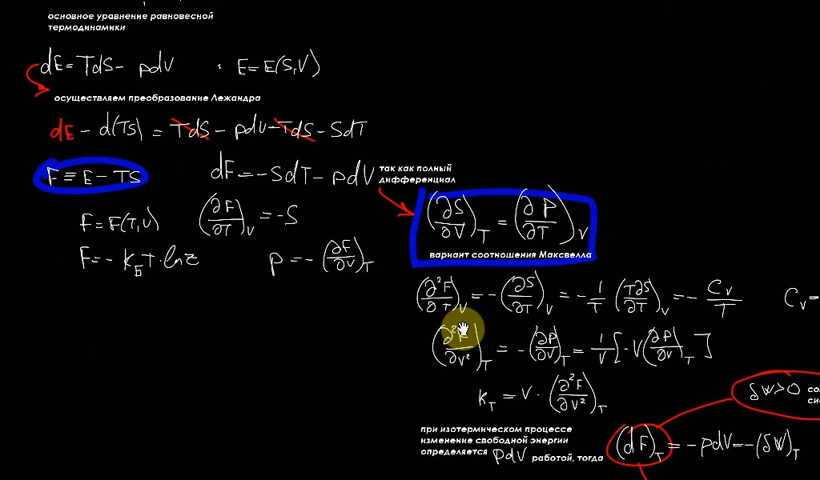 основное уравнение равновесной
термодинамики
dE = TdS - pdV , E = E(S,V)
осуществляем преобразование Лежандра
dE - d(TS) = TdS - pdV - TdS - SdT
F ≡ E - TS
dF = -SdT - pdV
так как полный
дифференциал
F = F(T,V)
(∂F/∂T)_V = -S
(∂S/∂V)_T = (∂P/∂T)_V
вариант соотношения Максвелла
F = - k_Б T · ln z
p = - (∂F/∂V)_T
(∂²F/∂T)_V = -(∂S/∂T)_V = -1/T (T∂S/∂T)_V = - C_V/T
C_V =
(∂²F/∂V²)_T = -(∂P/∂V)_T = 1/V [-V(∂P/∂V)_T]
K_T = V · (∂²F/∂V²)_T
δW>0
при изотермическом процессе
изменение свободной энергии
определяется pdV работой, тогда
(dF)_T = -pdV = -(δW)_T